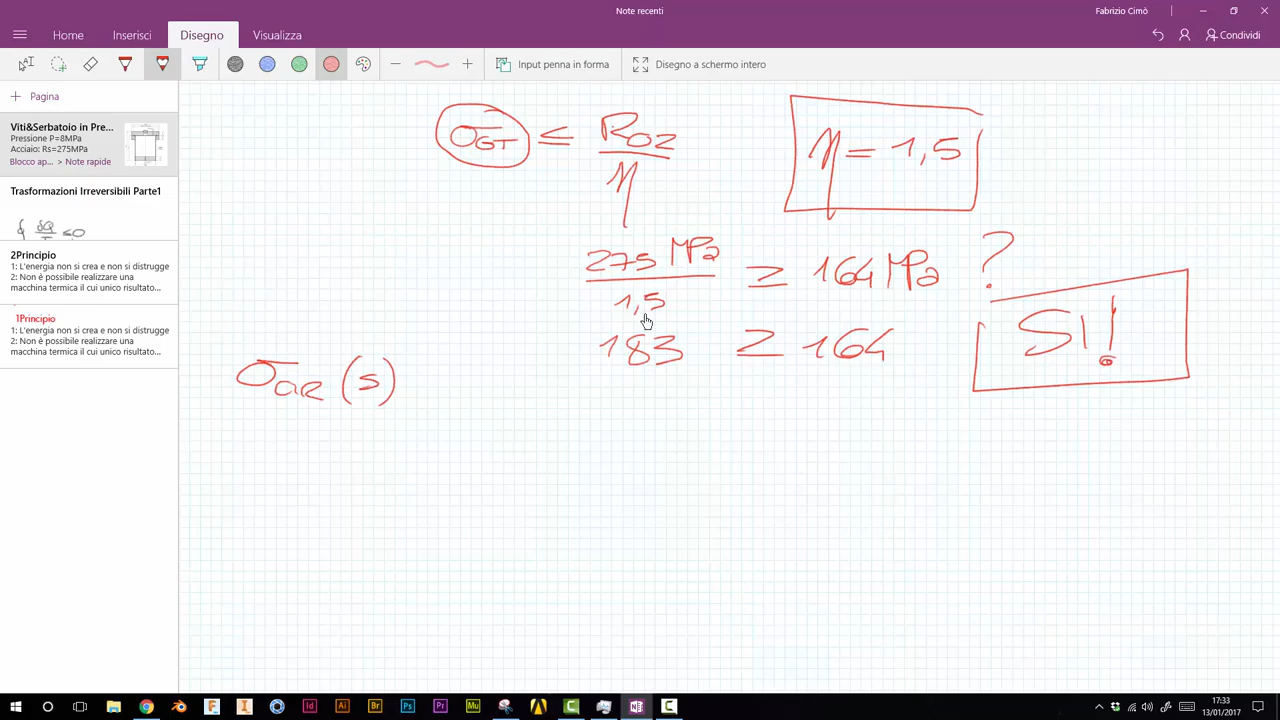 Note recenti
Fabrizio Cimò
Home
Inserisci
Disegno
Visualizza
Condividi
Input penna in forma
Disegno a schermo intero
Pagina
Viti&Serbatoio in Pre...
Pressione P=8MPa
Acciaio: Rs=275MPa
Blocco ap... > Note rapide
Trasformazioni Irreversibili Parte1
∮ δQ/T ≤0
2Principio
1: L'energia non si crea e non si distrugge
2: Non é possibile realizzare una
macchina termica il cui unico risultato...
1Principio
1: L'energia non si crea e non si distrugge
2: Non é possibile realizzare una
macchina termica il cui unico risultato...
σGT ≤ R02/η
η = 1,5
275 MPa/1,5 ≥ 164 MPa ?
183 ≥ 164
SI!
σar (s)
17:33
13/01/2017